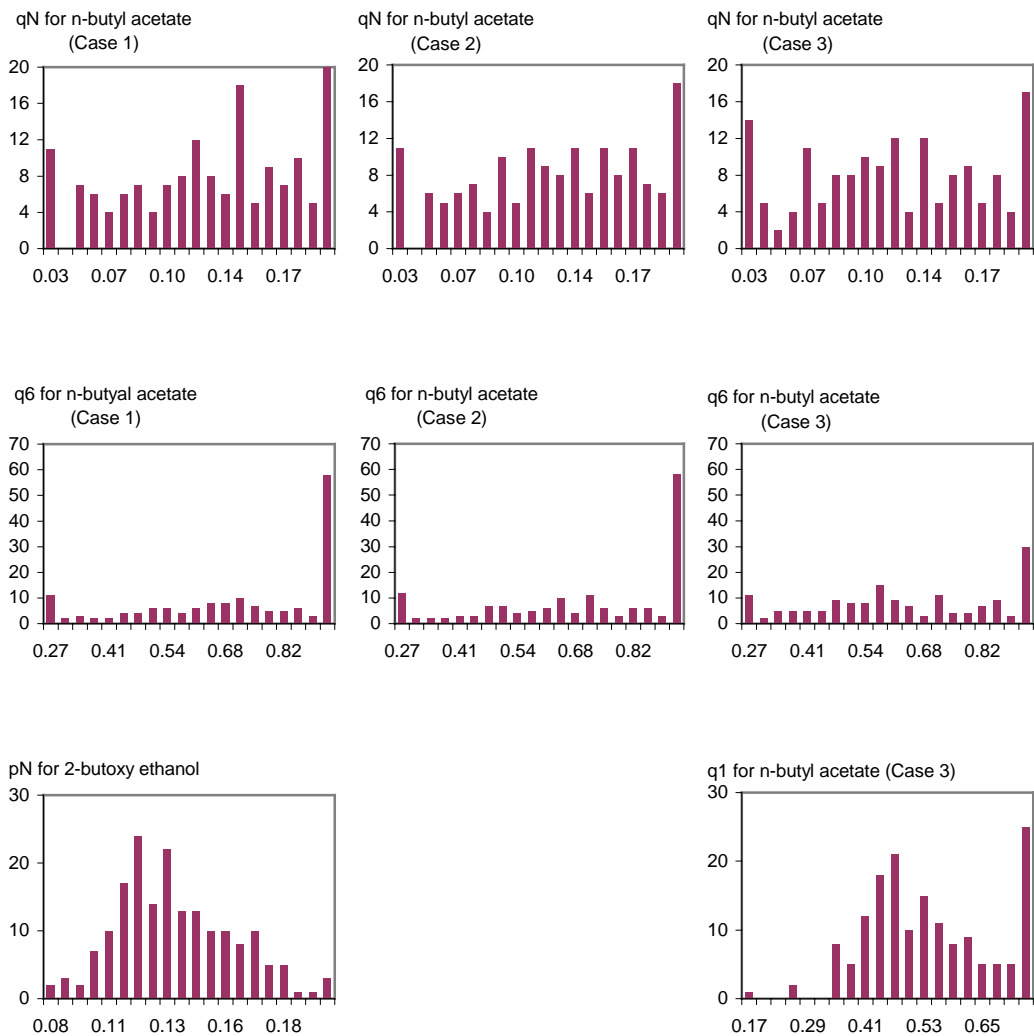 qN for n-butyl acetate
(Case 1)
qN for n-butyl acetate
(Case 2)
qN for n-butyl acetate
(Case 3)
20
16
12
8
4
0
0.03 0.07 0.10 0.14 0.17
20
16
12
8
4
0
0.03 0.07 0.10 0.14 0.17
20
16
12
8
4
0
0.03 0.07 0.10 0.14 0.17
q6 for n-butyal acetate
(Case 1)
q6 for n-butyl acetate
(Case 2)
q6 for n-butyl acetate
(Case 3)
70
60
50
40
30
20
10
0
0.27 0.41 0.54 0.68 0.82
70
60
50
40
30
20
10
0
0.27 0.41 0.54 0.68 0.82
70
60
50
40
30
20
10
0
0.27 0.41 0.54 0.68 0.82
pN for 2-butoxy ethanol
30
20
10
0
0.08 0.11 0.13 0.16 0.18
q1 for n-butyl acetate (Case 3)
30
20
10
0
0.17 0.29 0.41 0.53 0.65